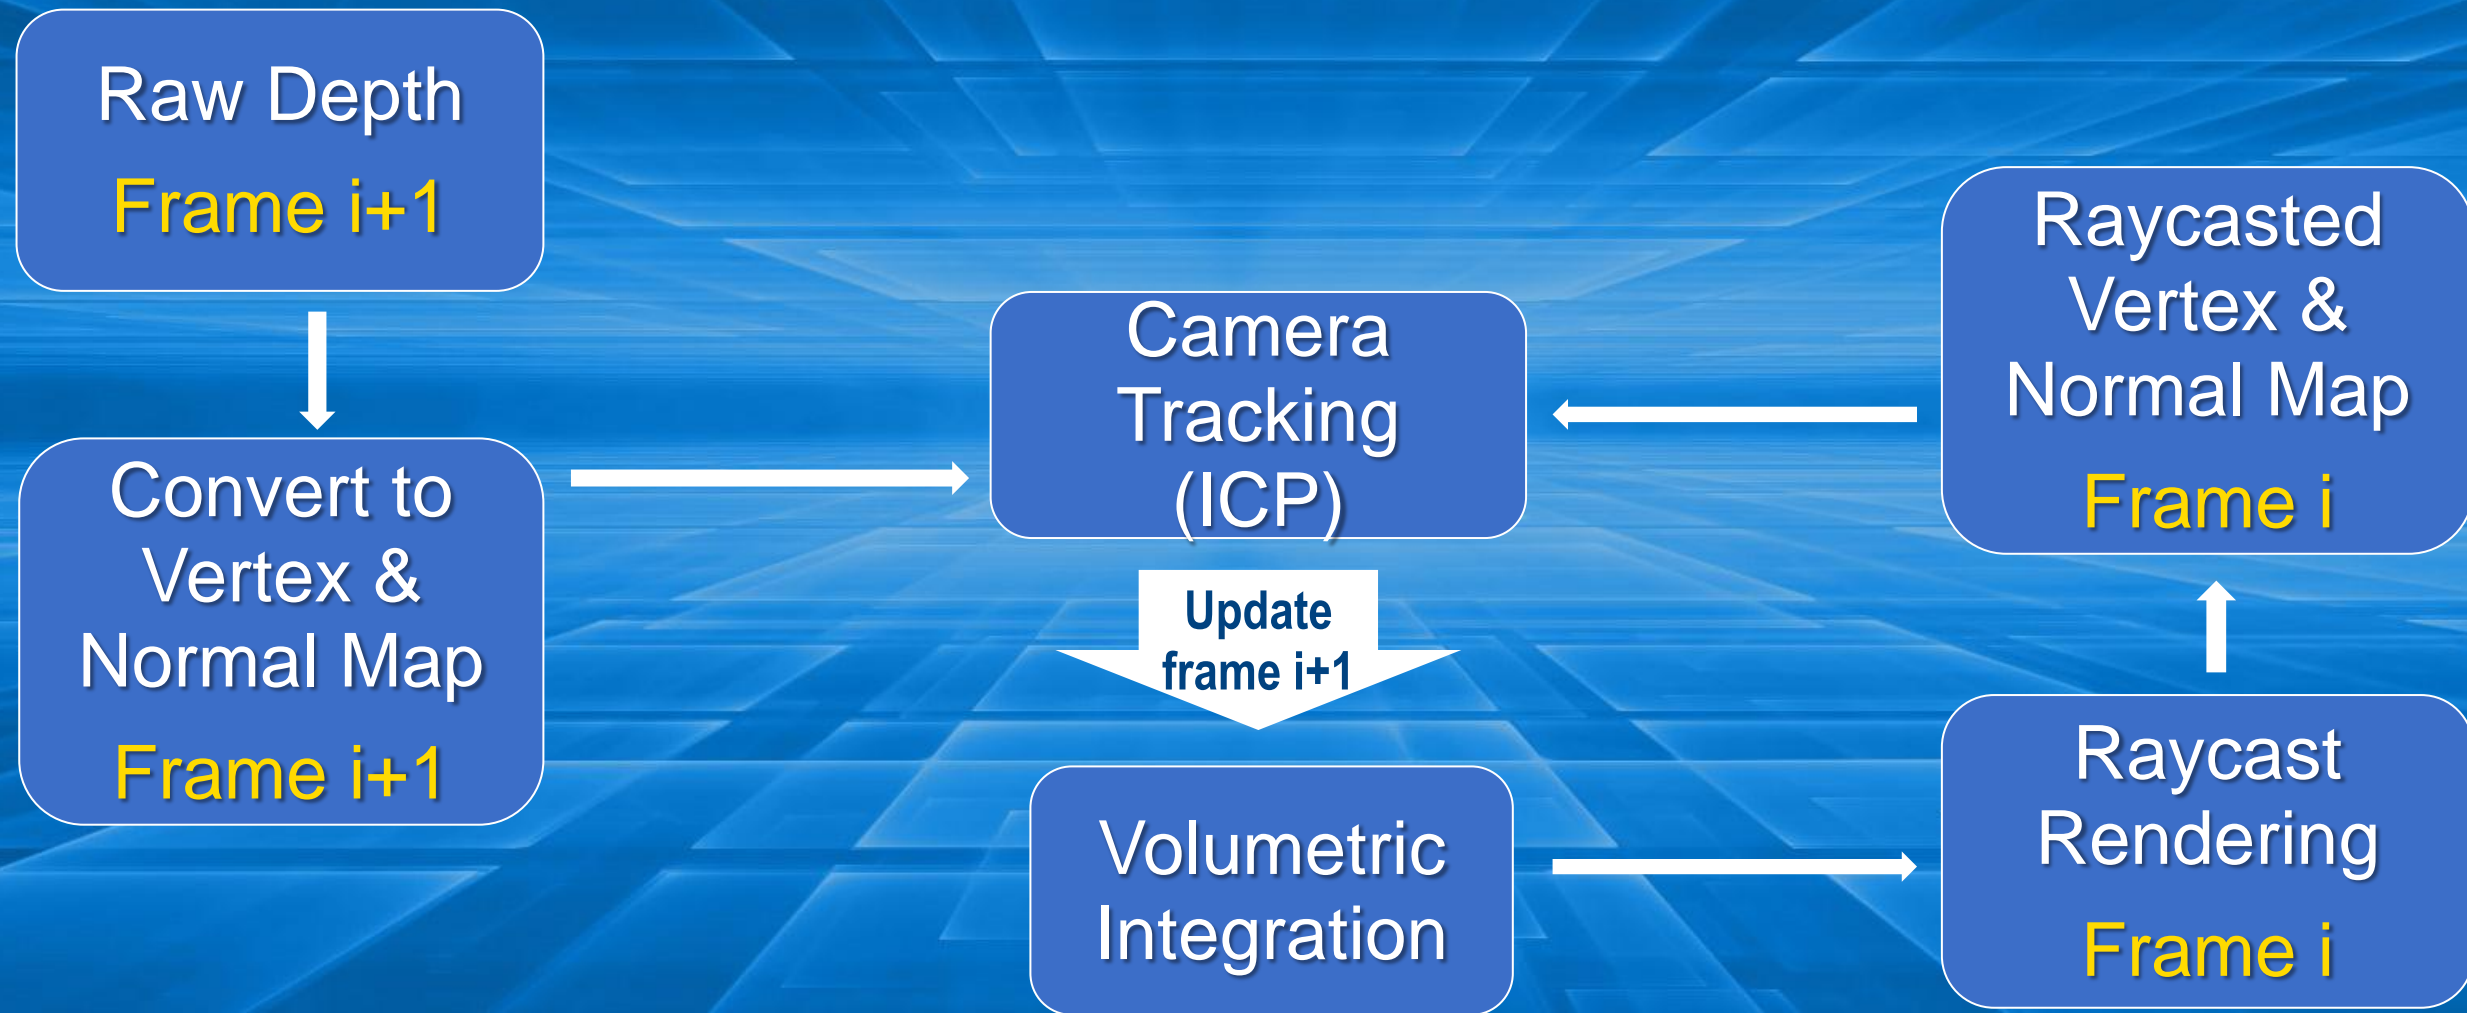 Raw Depth
Frame i+1
Convert to
Vertex &
Normal Map
Frame i+1
Camera
Tracking
(ICP)
Update
frame i+1
Volumetric
Integration
Raycasted
Vertex &
Normal Map
Frame i
Raycast
Rendering
Frame i